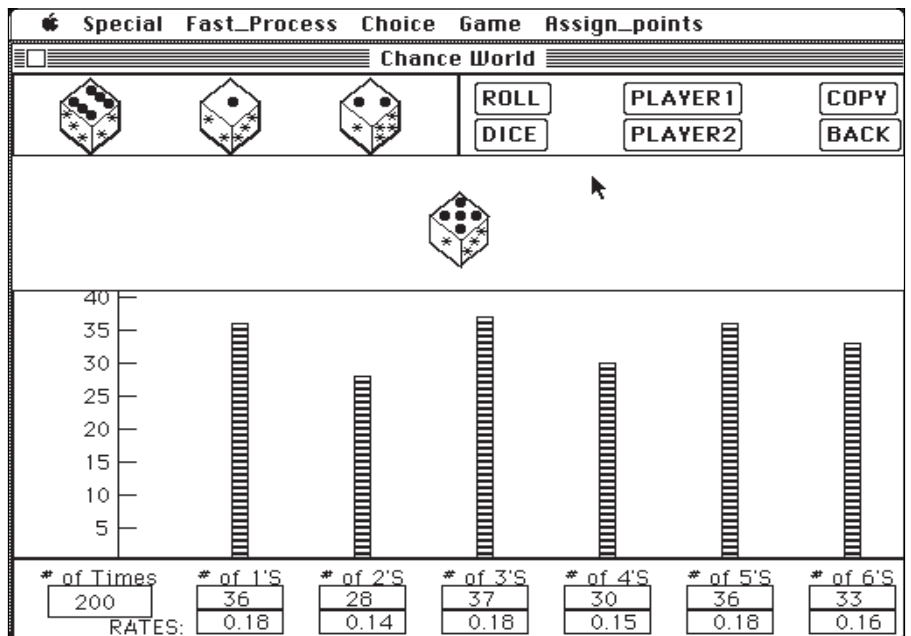 Special Fast_Process Choice Game Assign_points
Chance World
ROLL PLAYER1 COPY
DICE PLAYER2 BACK
40
35
30
25
20
15
10
5
# of Times # of 1'S # of 2'S # of 3'S # of 4'S # of 5'S # of 6'S
200 36 28 37 30 36 33
RATES: 0.18 0.14 0.18 0.15 0.18 0.16